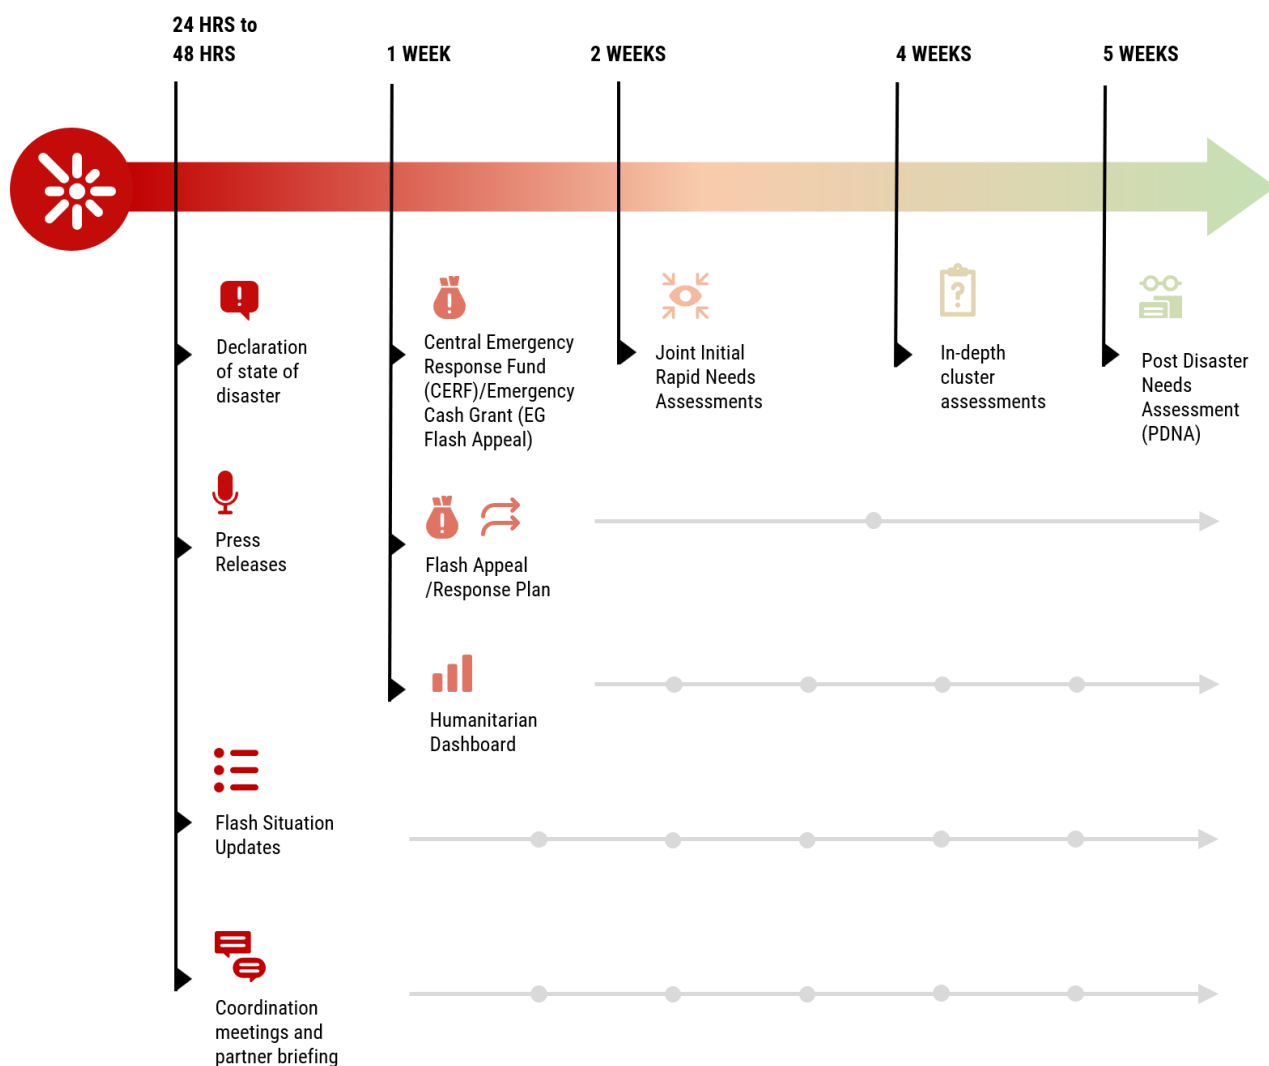 24 HRS to
48 HRS
1 WEEK
2 WEEKS
4 WEEKS
5 WEEKS
Declaration
of state of
disaster
Press
Releases
Flash Situation
Updates
Coordination
meetings and
partner briefing
Central Emergency
Response Fund
(CERF)/Emergency
Cash Grant (EG
Flash Appeal)
Flash Appeal
/Response Plan
Humanitarian
Dashboard
Joint Initial
Rapid Needs
Assessments
In-depth
cluster
assessments
Post Disaster
Needs
Assessment
(PDNA)